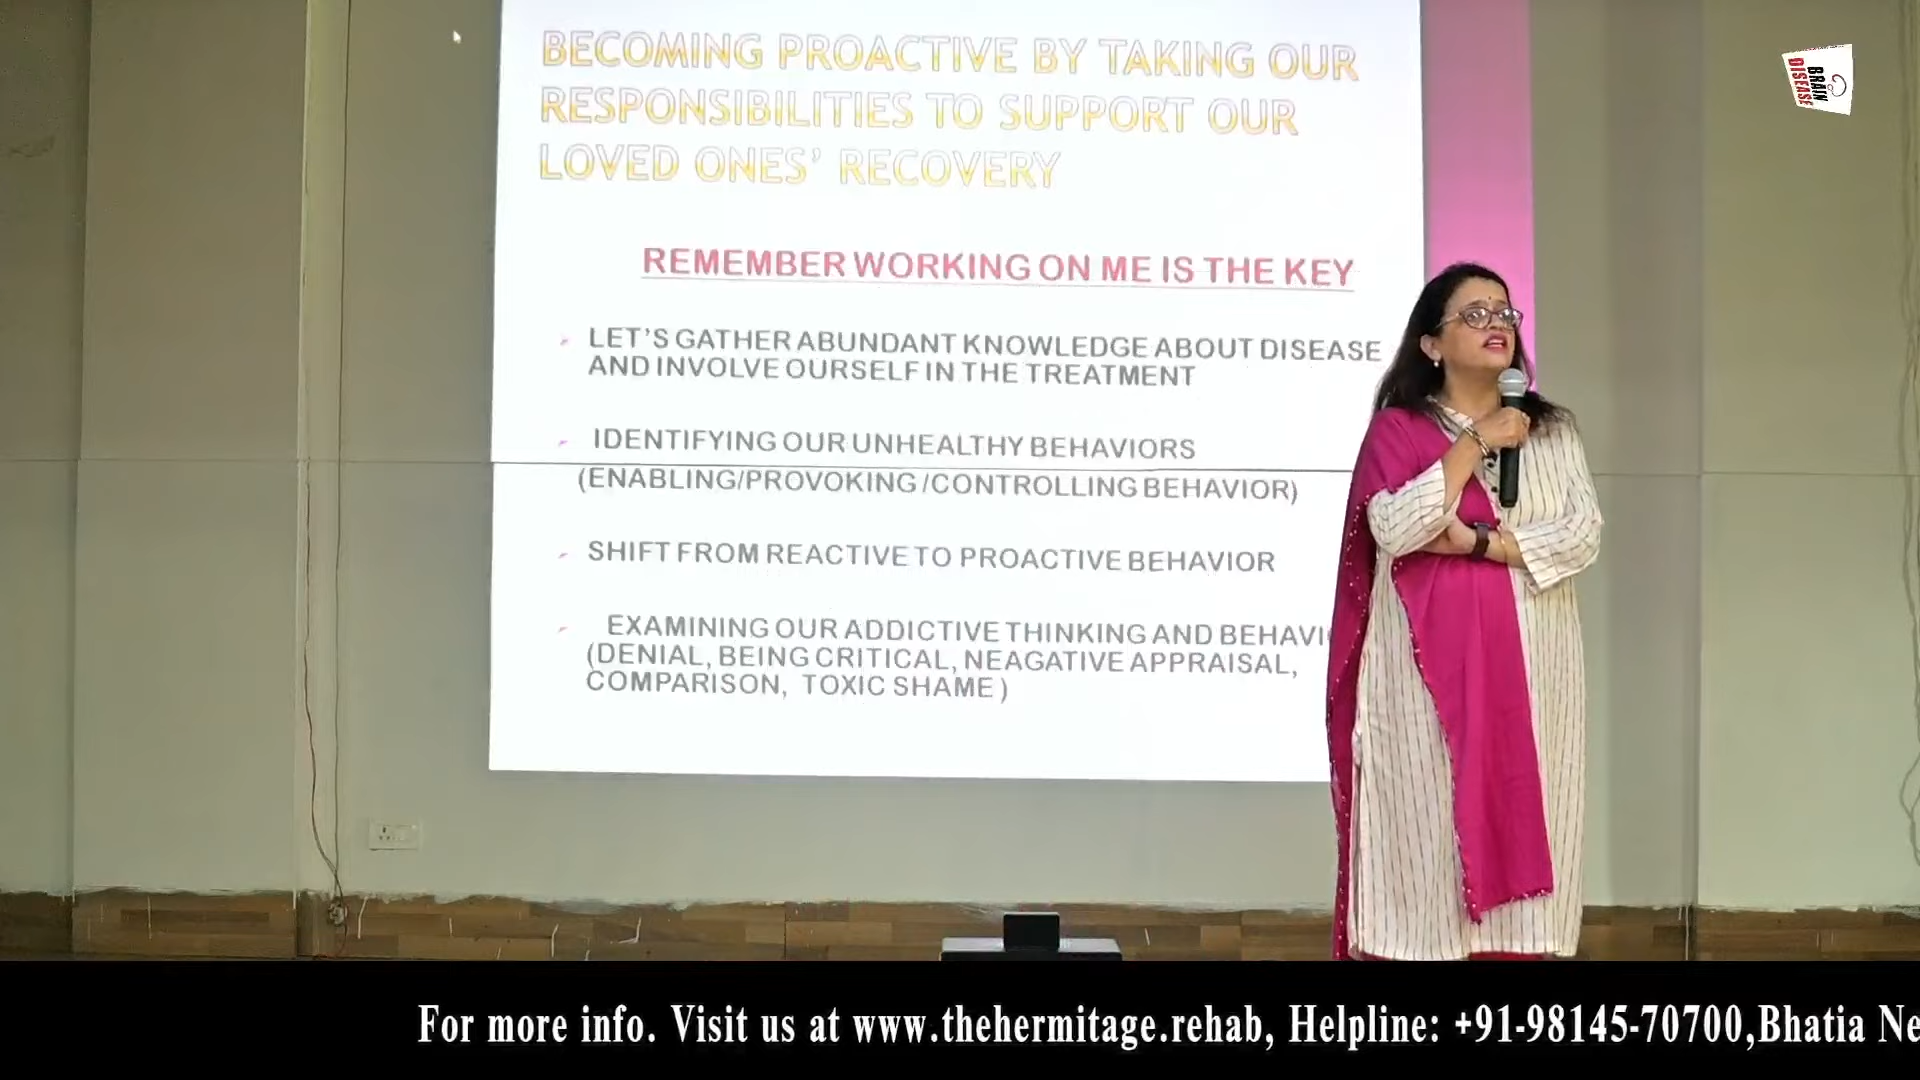 BECOMING PROACTIVE BY TAKING OUR
RESPONSIBILITIES TO SUPPORT OUR
LOVED ONES' RECOVERY
REMEMBER WORKING ON ME IS THE KEY
LET'S GATHER ABUNDANT KNOWLEDGE ABOUT DISEASE
AND INVOLVE OURSELF IN THE TREATMENT
IDENTIFYING OUR UNHEALTHY BEHAVIORS
(ENABLING/PROVOKING /CONTROLLING BEHAVIOR)
SHIFT FROM REACTIVE TO PROACTIVE BEHAVIOR
EXAMINING OUR ADDICTIVE THINKING AND BEHAVI
(DENIAL, BEING CRITICAL, NEAGATIVE APPRAISAL,
COMPARISON, TOXIC SHAME )
BRAIN
DISEASE
For more info. Visit us at www.thehermitage.rehab, Helpline: +91-98145-70700,Bhatia Ne